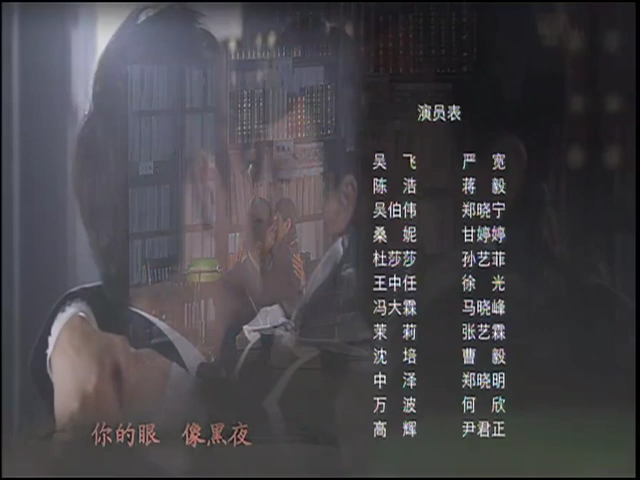 演员表
吴 飞 严 宽
陈 浩 蒋 毅
吴伯伟 郑晓宁
桑 妮 甘婷婷
杜莎莎 孙艺菲
王中任 徐 光
冯大霖 马晓峰
茉 莉 张艺霖
沈 培 曹 毅
中 泽 郑晓明
万 波 何 欣
高 辉 尹君正
你的眼 像黑夜